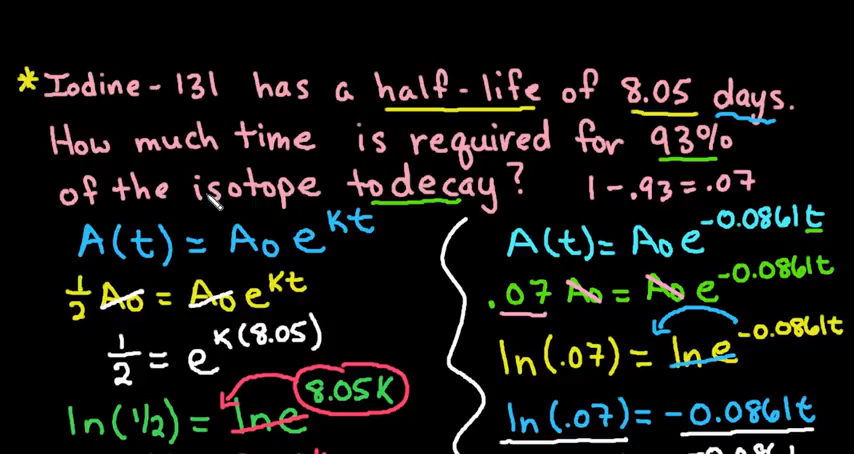 * Iodine-131 has a half-life of 8.05 days.
How much time is required for 93%
of the isotope to decay? 1 - .93 = .07
A(t) = A₀ e^kt
½ A₀ = A₀ e^kt
½ = e^k(8.05)
ln(1/2) = ln e^8.05K
A(t) = A₀ e^-0.0861t
.07 A₀ = A₀ e^-0.0861t
ln(.07) = ln e^-0.0861t
ln(.07) = -0.0861t